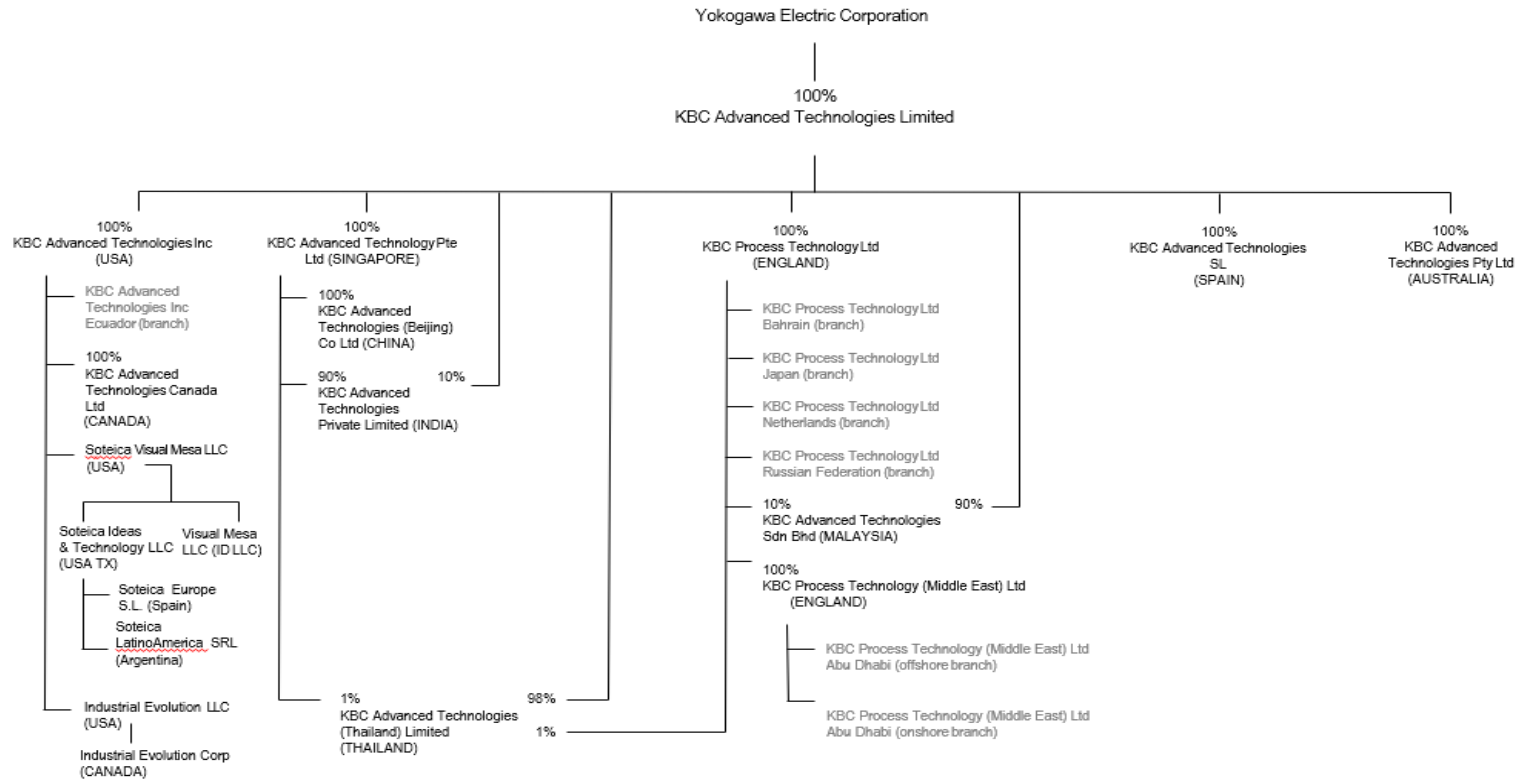 Yokogawa Electric Corporation
100%
KBC Advanced Technologies Limited
100%
KBC Advanced Technologies Inc
(USA)
KBC Advanced
Technologies Inc
Ecuador (branch)
100%
KBC Advanced
Technologies Canada
Ltd
(CANADA)
Soteica Visual Mesa LLC
(USA)
Soteica Ideas
& Technology LLC
(USA TX)
Visual Mesa
LLC (ID LLC)
Soteica Europe
S.L. (Spain)
Soteica
LatinoAmerica SRL
(Argentina)
Industrial Evolution LLC
(USA)
Industrial Evolution Corp
(CANADA)
100%
KBC Advanced Technology Pte
Ltd (SINGAPORE)
100%
KBC Advanced
Technologies (Beijing)
Co Ltd (CHINA)
90% 10%
KBC Advanced
Technologies
Private Limited (INDIA)
1% 98%
KBC Advanced Technologies
(Thailand) Limited 1%
(THAILAND)
100%
KBC Process Technology Ltd
(ENGLAND)
KBC Process Technology Ltd
Bahrain (branch)
KBC Process Technology Ltd
Japan (branch)
KBC Process Technology Ltd
Netherlands (branch)
KBC Process Technology Ltd
Russian Federation (branch)
10% 90%
KBC Advanced Technologies
Sdn Bhd (MALAYSIA)
100%
KBC Process Technology (Middle East) Ltd
(ENGLAND)
KBC Process Technology (Middle East) Ltd
Abu Dhabi (offshore branch)
KBC Process Technology (Middle East) Ltd
Abu Dhabi (onshore branch)
100%
KBC Advanced Technologies
SL
(SPAIN)
100%
KBC Advanced
Technologies Pty Ltd
(AUSTRALIA)